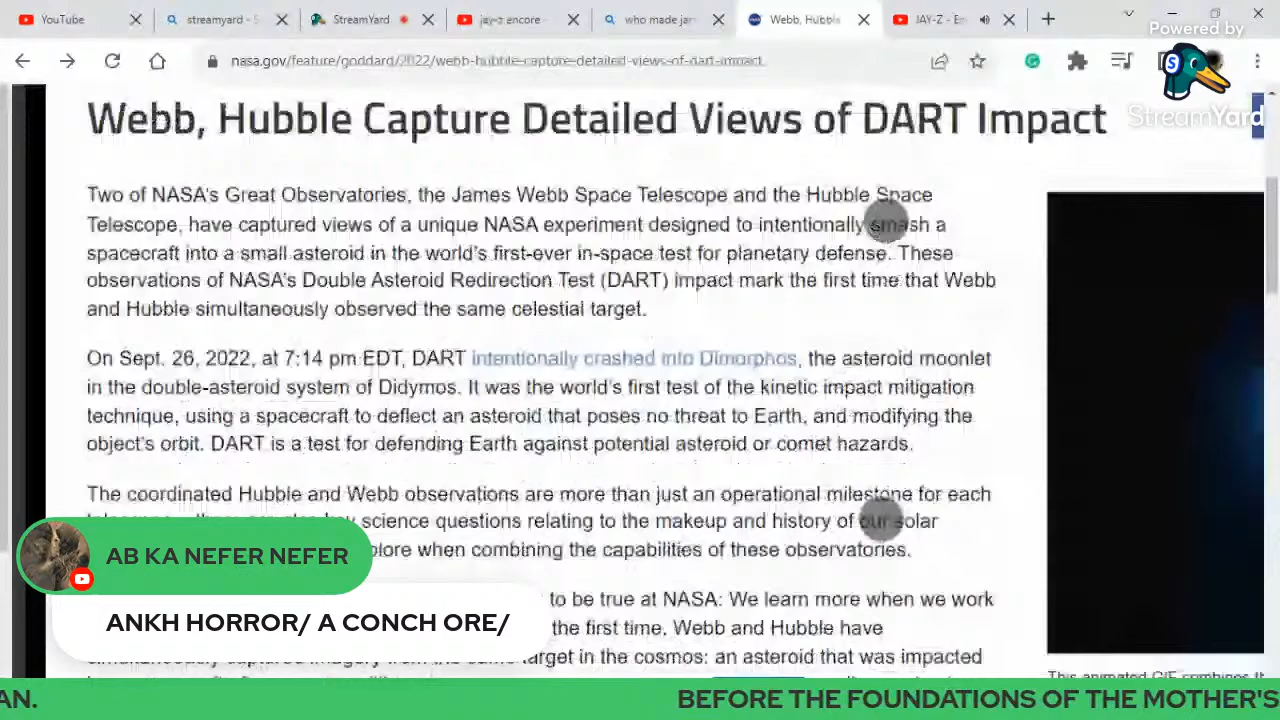 YouTube
streamyard - S
StreamYard
jay-z encore -
who made jar
Webb, Hubble
JAY-Z - En
Powered by
nasa.gov/feature/goddard/2022/webb-hubble-capture-detailed-views-of-dart-impact
StreamYard
Webb, Hubble Capture Detailed Views of DART Impact
Two of NASA's Great Observatories, the James Webb Space Telescope and the Hubble Space
Telescope, have captured views of a unique NASA experiment designed to intentionally smash a
spacecraft into a small asteroid in the world's first-ever in-space test for planetary defense. These
observations of NASA's Double Asteroid Redirection Test (DART) impact mark the first time that Webb
and Hubble simultaneously observed the same celestial target.
On Sept. 26, 2022, at 7:14 pm EDT, DART intentionally crashed into Dimorphos, the asteroid moonlet
in the double-asteroid system of Didymos. It was the world's first test of the kinetic impact mitigation
technique, using a spacecraft to deflect an asteroid that poses no threat to Earth, and modifying the
object's orbit. DART is a test for defending Earth against potential asteroid or comet hazards.
The coordinated Hubble and Webb observations are more than just an operational milestone for each
science questions relating to the makeup and history of our solar
when combining the capabilities of these observatories.
to be true at NASA: We learn more when we work
the first time, Webb and Hubble have
target in the cosmos: an asteroid that was impacted
This animated GIF combines
AB KA NEFER NEFER
ANKH HORROR/ A CONCH ORE/
AN.
BEFORE THE FOUNDATIONS OF THE MOTHER'S